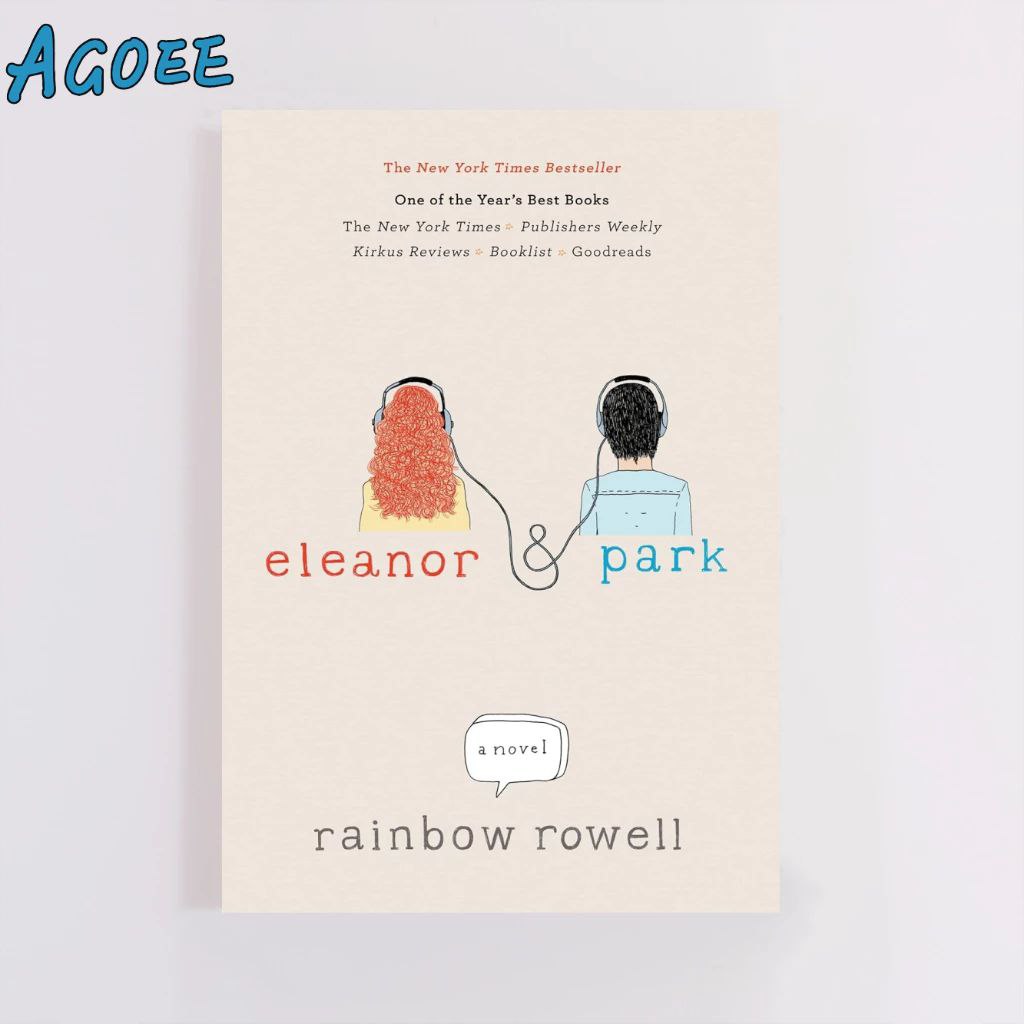 AGOEE
The New York Times Bestseller
One of the Year's Best Books
The New York Times ☆ Publishers Weekly
Kirkus Reviews ☆ Booklist ☆ Goodreads
eleanor & park
a novel
rainbow rowell